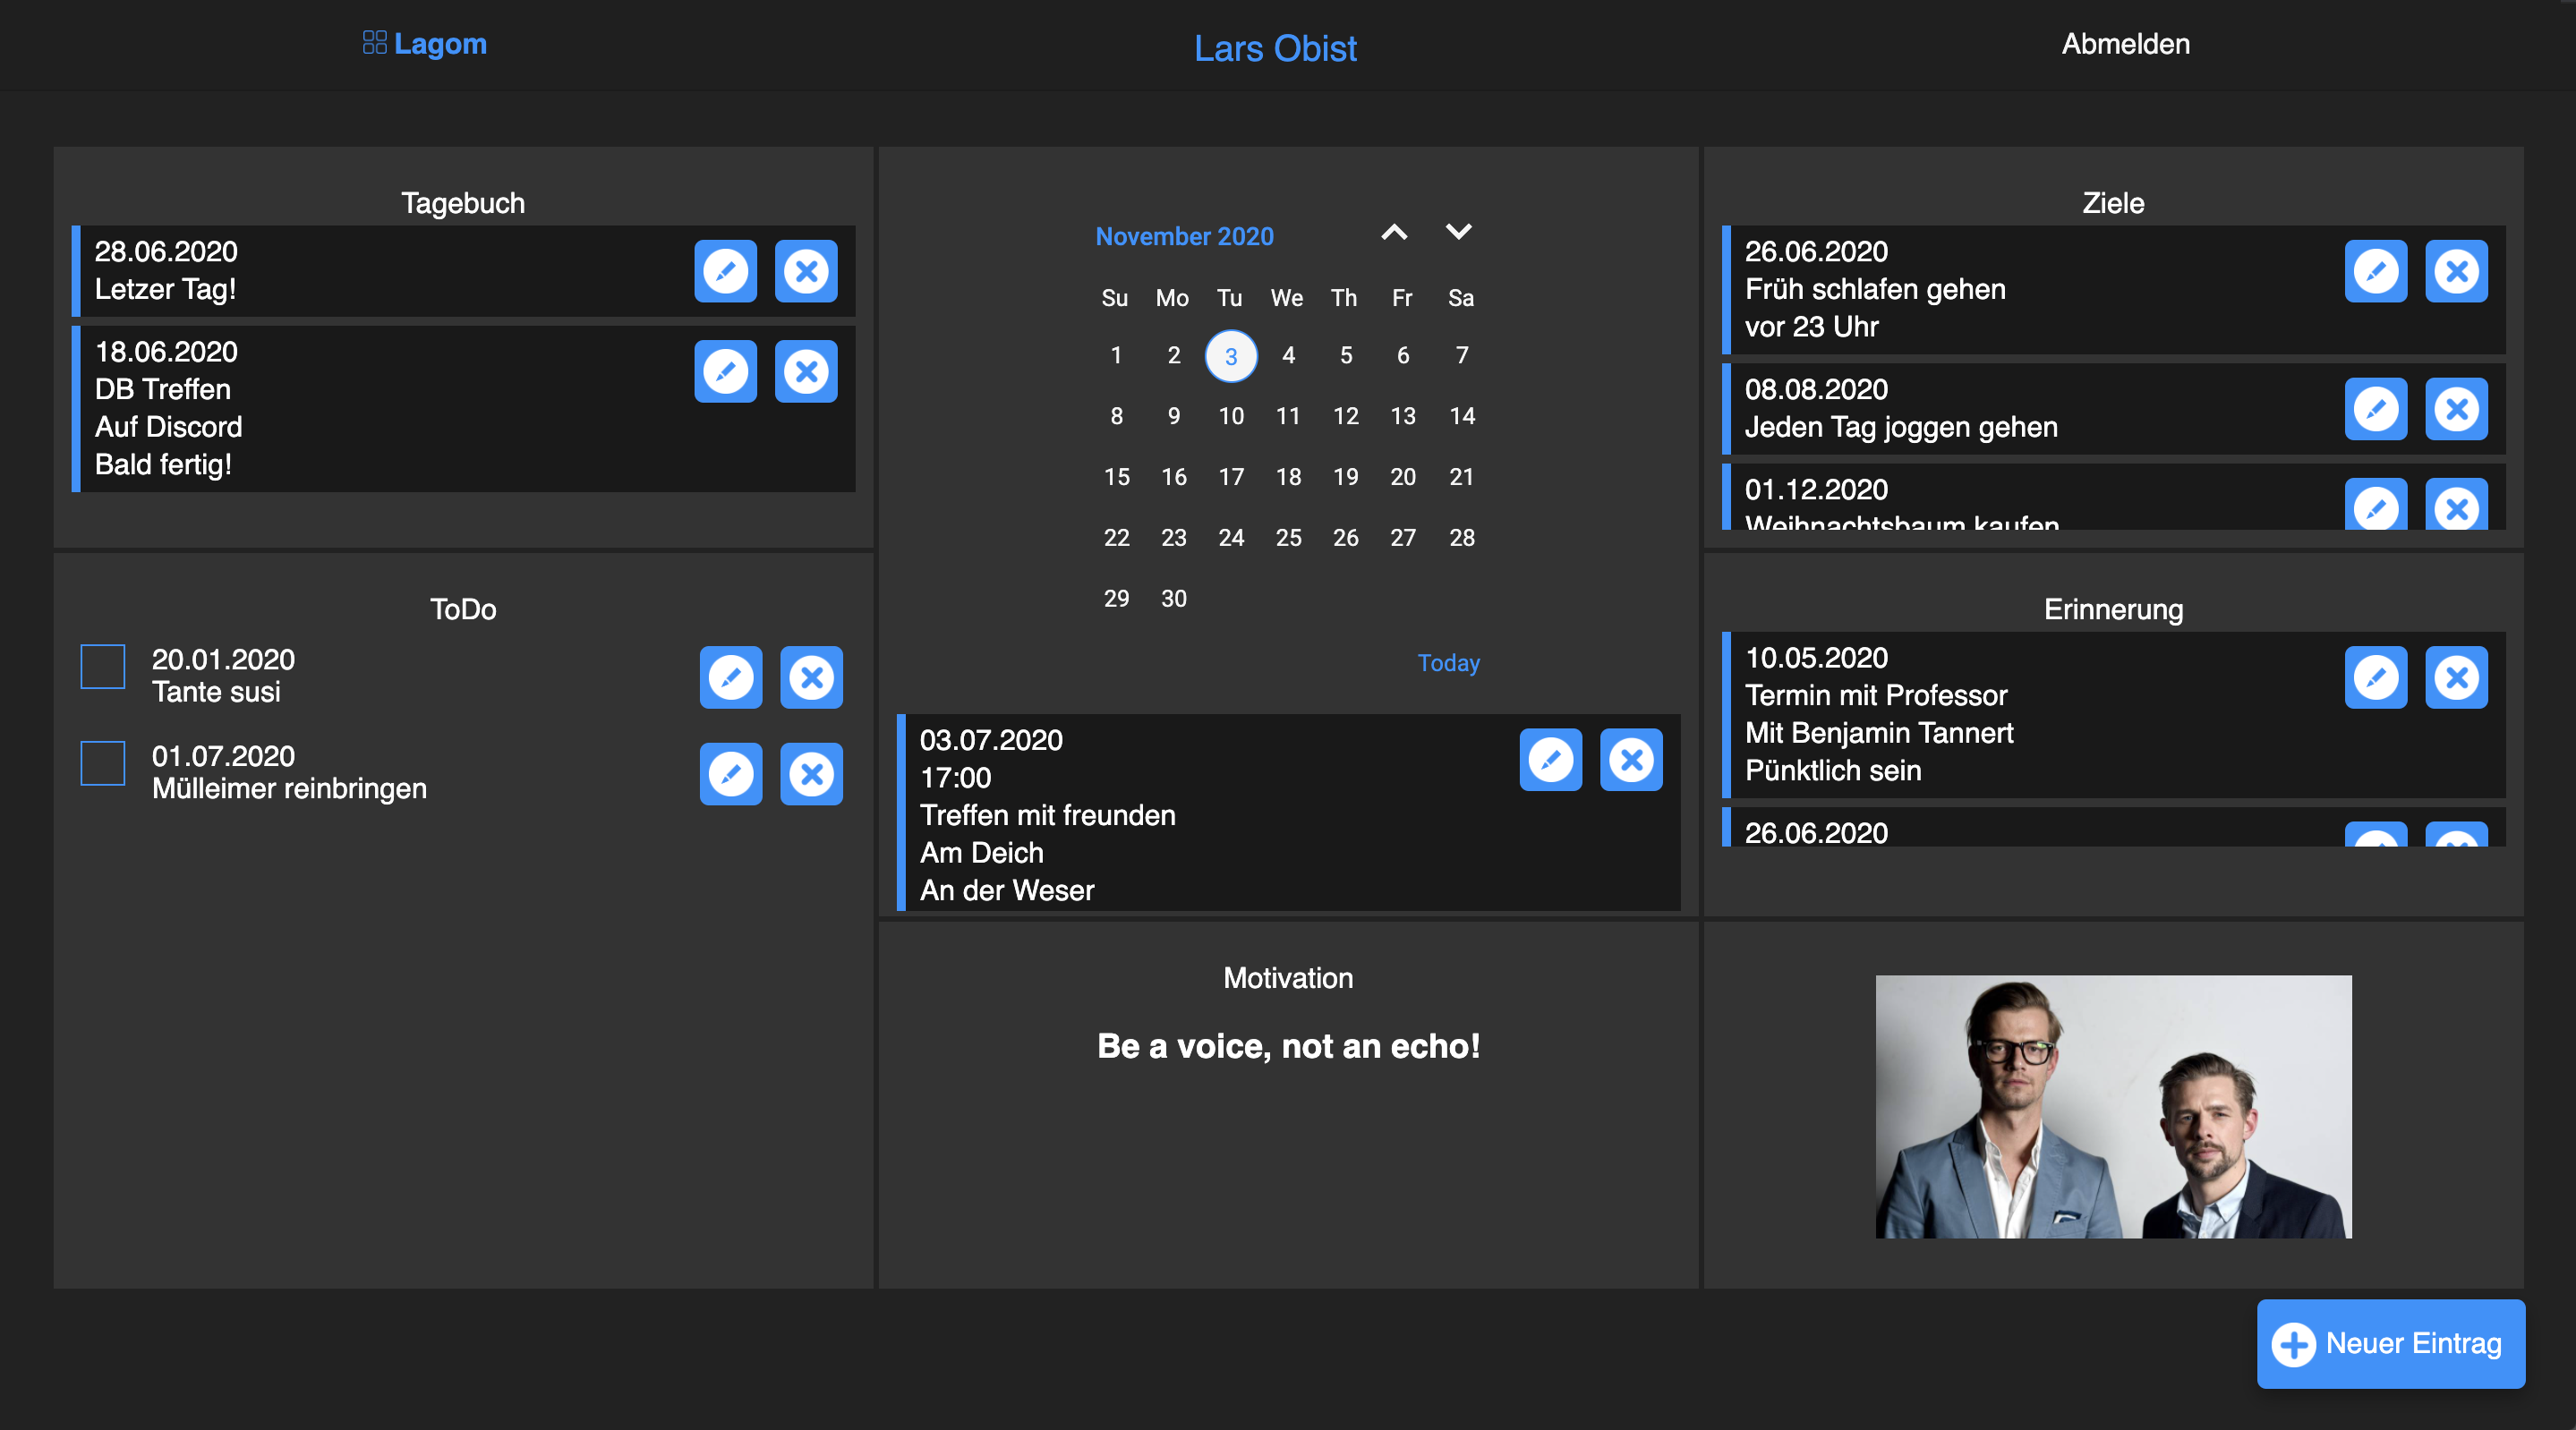 Lagom
Lars Obist
Abmelden
Tagebuch
28.06.2020
Letzer Tag!
18.06.2020
DB Treffen
Auf Discord
Bald fertig!
ToDo
20.01.2020
Tante susi
01.07.2020
Mülleimer reinbringen
November 2020
Su Mo Tu We Th Fr Sa
1 2 3 4 5 6 7
8 9 10 11 12 13 14
15 16 17 18 19 20 21
22 23 24 25 26 27 28
29 30
Today
03.07.2020
17:00
Treffen mit freunden
Am Deich
An der Weser
Motivation
Be a voice, not an echo!
Ziele
26.06.2020
Früh schlafen gehen
vor 23 Uhr
08.08.2020
Jeden Tag joggen gehen
01.12.2020
Weihnachtsbaum kaufen
Erinnerung
10.05.2020
Termin mit Professor
Mit Benjamin Tannert
Pünktlich sein
26.06.2020
Neuer Eintrag